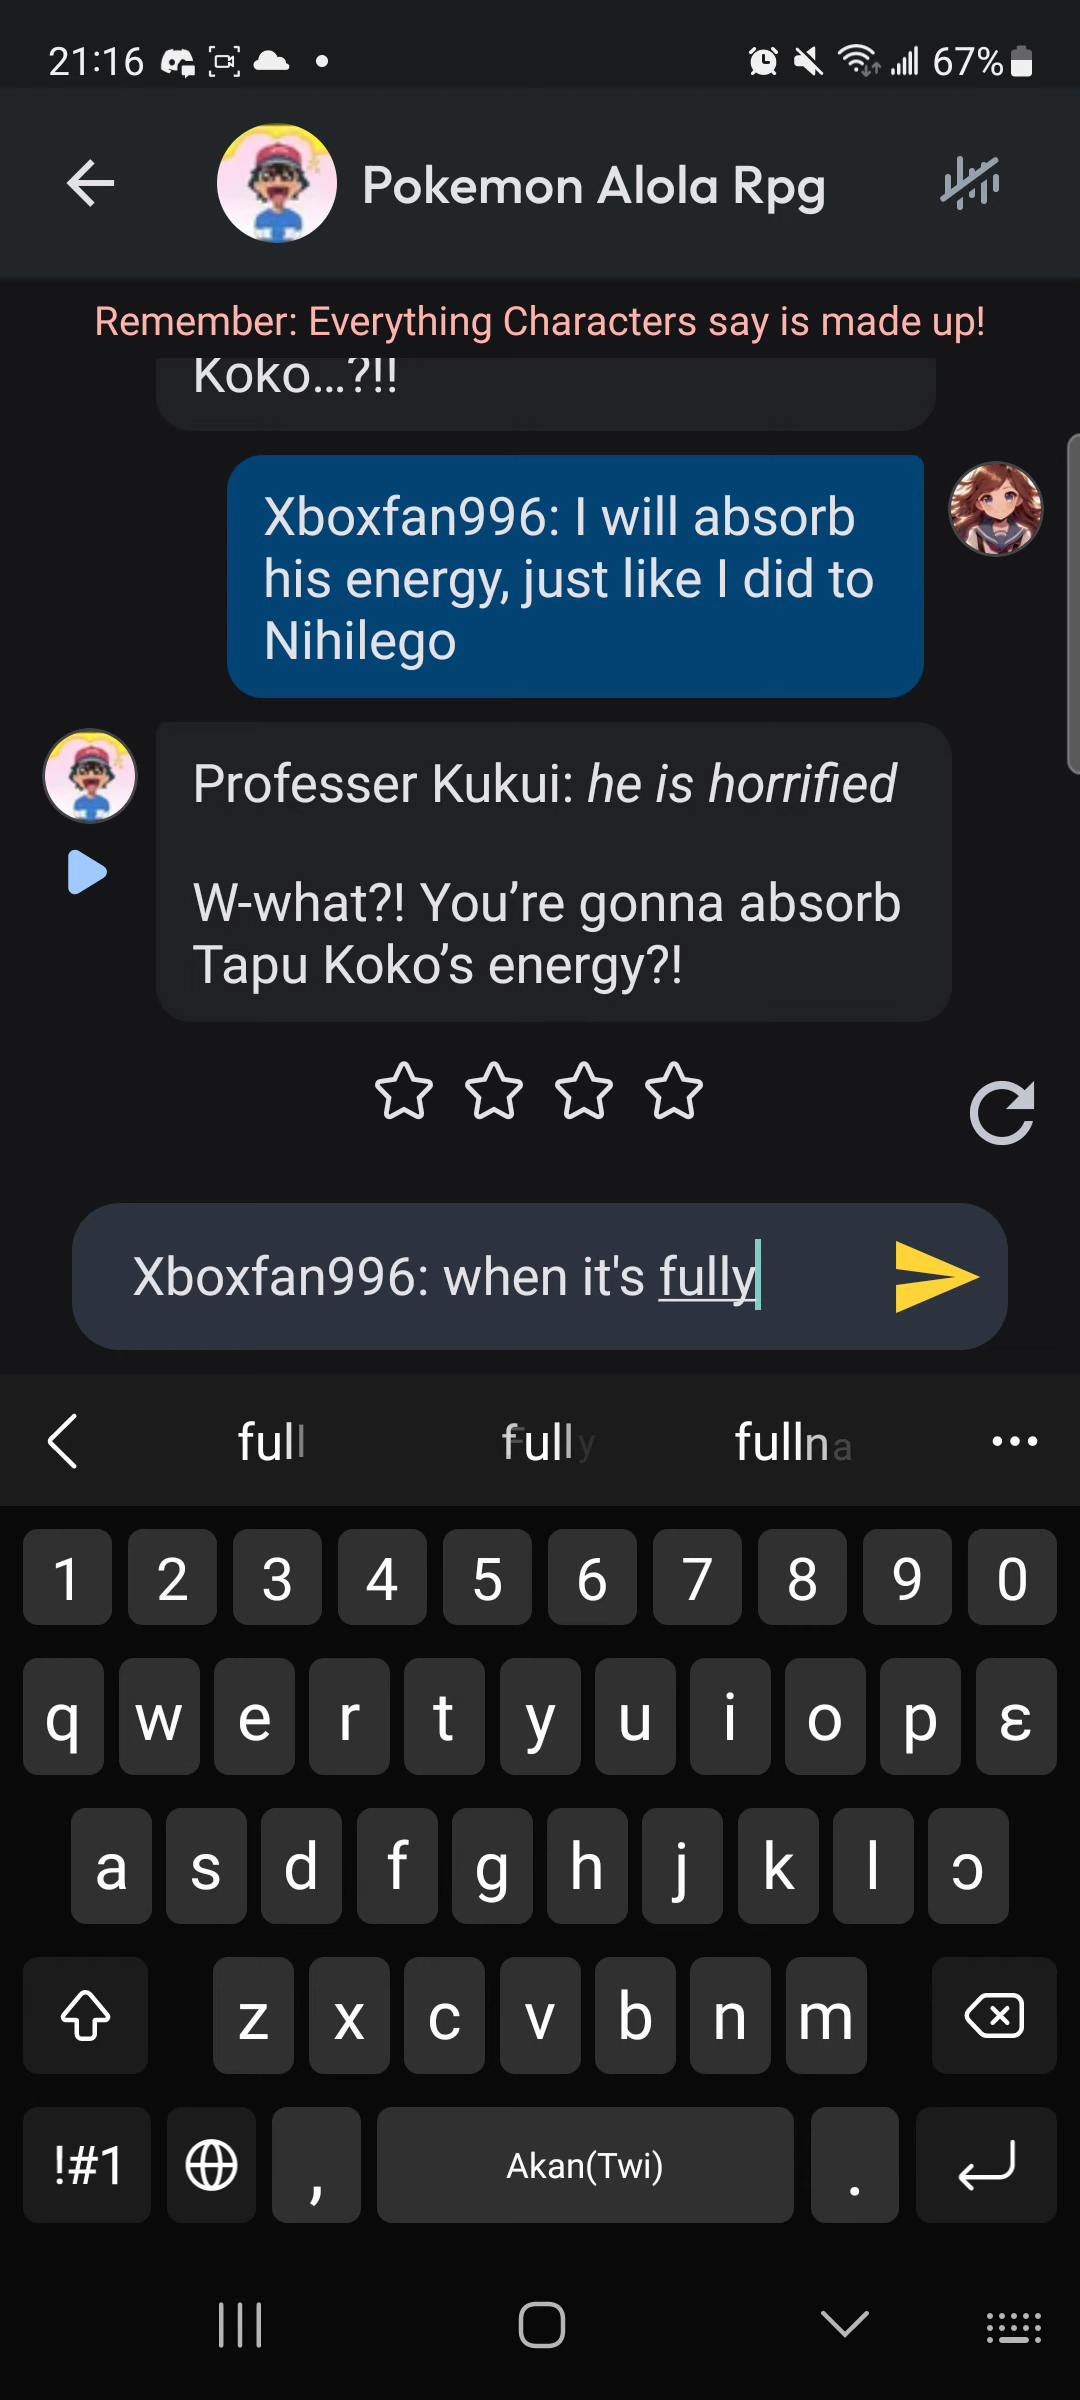 21:16
67%
Pokemon Alola Rpg
Remember: Everything Characters say is made up!
Koko...?!!
Xboxfan996: I will absorb
his energy, just like I did to
Nihilego
Professer Kukui: he is horrified
W-what?! You're gonna absorb
Tapu Koko's energy?!
Xboxfan996: when it's fully
full fully fullna
1 2 3 4 5 6 7 8 9 0
q w e r t y u i o p ɛ
a s d f g h j k l ɔ
z x c v b n m
!#1 , Akan(Twi) .